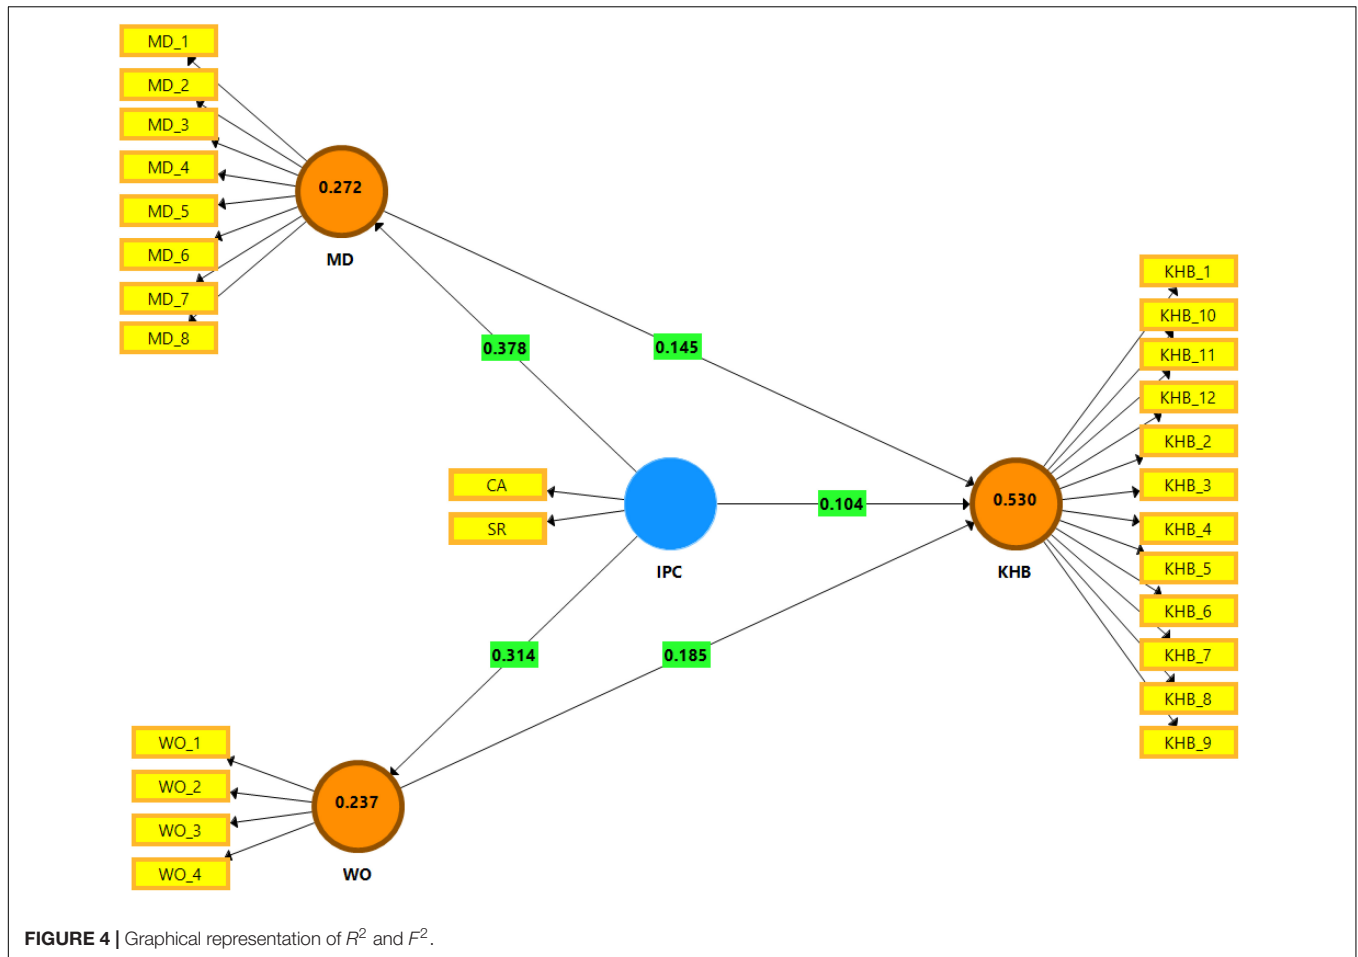 MD_1
MD_2
MD_3
MD_4
MD_5
MD_6
MD_7
MD_8
0.272
MD
0.378
0.145
CA
SR
IPC
0.104
0.530
KHB
KHB_1
KHB_10
KHB_11
KHB_12
KHB_2
KHB_3
KHB_4
KHB_5
KHB_6
KHB_7
KHB_8
KHB_9
0.314
0.185
WO_1
WO_2
WO_3
WO_4
0.237
WO
FIGURE 4 | Graphical representation of R² and F².